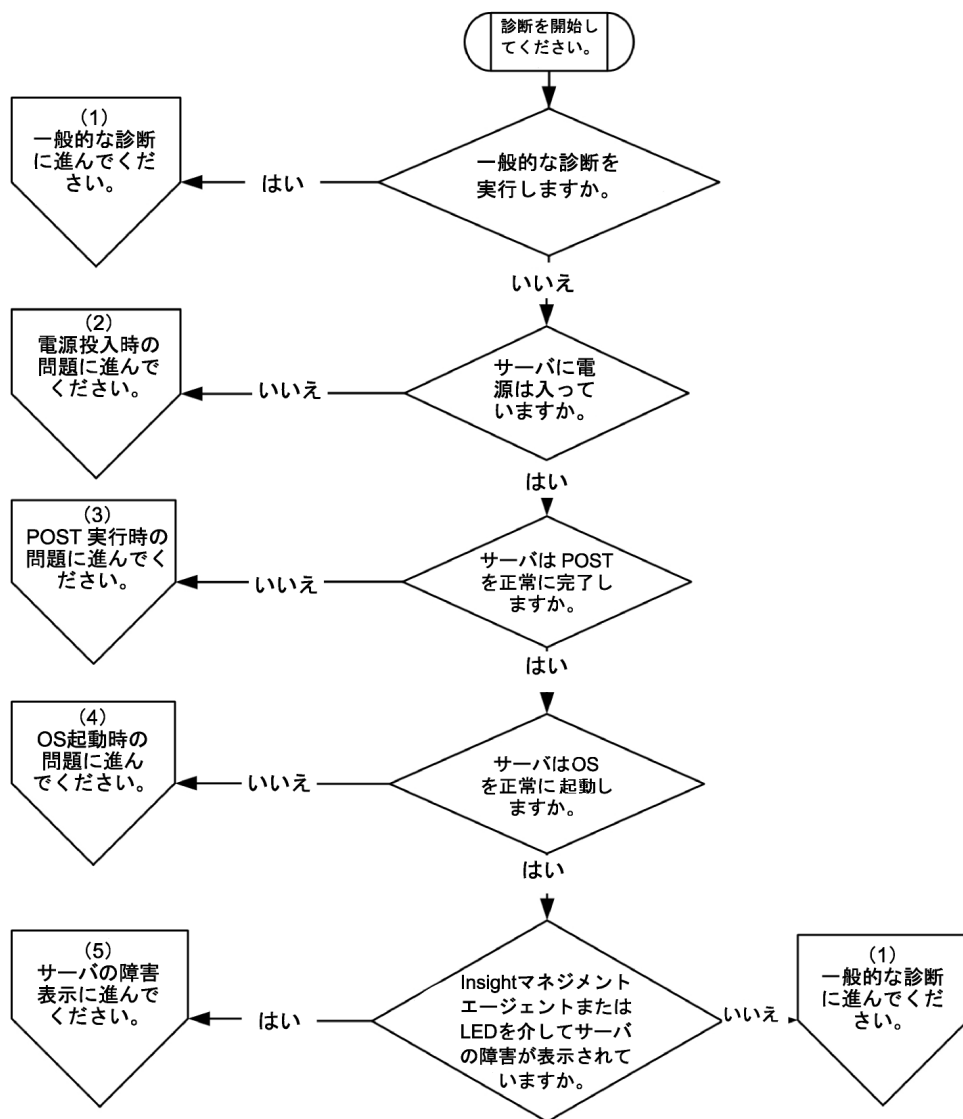 診断を開始し
てください。
一般的な診断を
実行しますか。
はい
(1)
一般的な診断
に進んでくだ
さい。
いいえ
サーバに電
源は入って
いますか。
いいえ
(2)
電源投入時の
問題に進んで
ください。
はい
サーバは POST
を正常に完了し
ますか。
いいえ
(3)
POST 実行時の
問題に進んでく
ださい。
はい
サーバはOS
を正常に 起動し
ますか。
いいえ
(4)
OS起動時の
問題に進ん
でください。
はい
Insightマネジメント
エージェントまたは
LEDを介してサーバ
の障害が表示されて
いますか。
はい
(5)
サーバの障害
表示に進んで
ください。
いいえ
(1)
一般的な診断
に進んでくだ
さい。